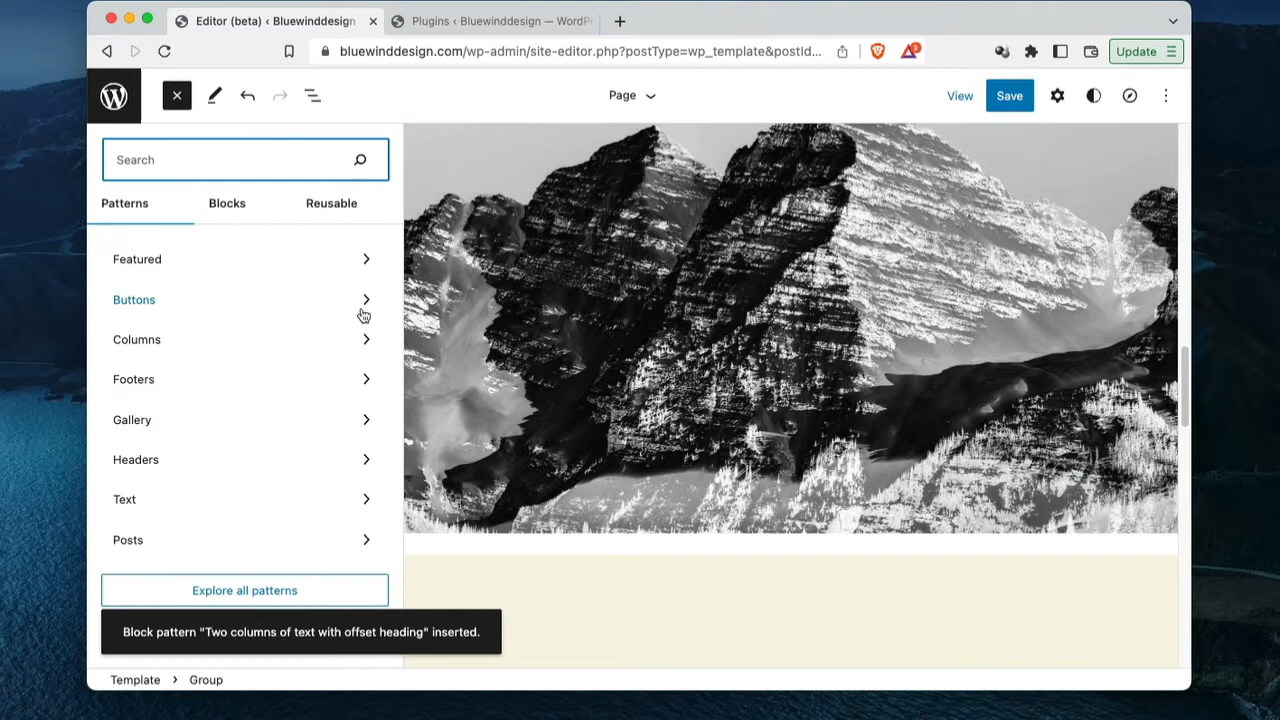 Editor (beta) ‹ Bluewinddesign
Plugins ‹ Bluewinddesign — WordPr
bluewinddesign.com/wp-admin/site-editor.php?postType=wp_template&postId...
3
Update
Page
View
Save
Search
Patterns
Blocks
Reusable
Featured
Buttons
Columns
Footers
Gallery
Headers
Text
Posts
Explore all patterns
Block pattern "Two columns of text with offset heading" inserted.
Template > Group